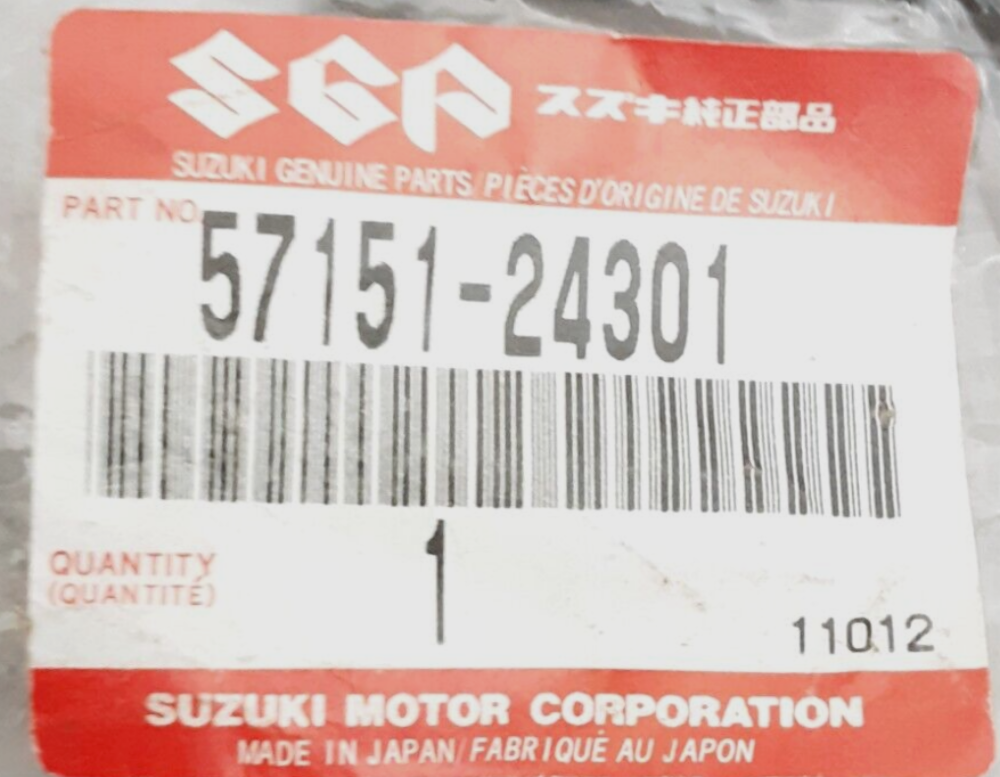 SGP スズキ純正部品
SUZUKI GENUINE PARTS/PIÈCES D'ORIGINE DE SUZUKI
PART NO. 57151-24301
QUANTITY 1
(QUANTITÉ)
11012
SUZUKI MOTOR CORPORATION
MADE IN JAPAN/FABRIQUÉ AU JAPON